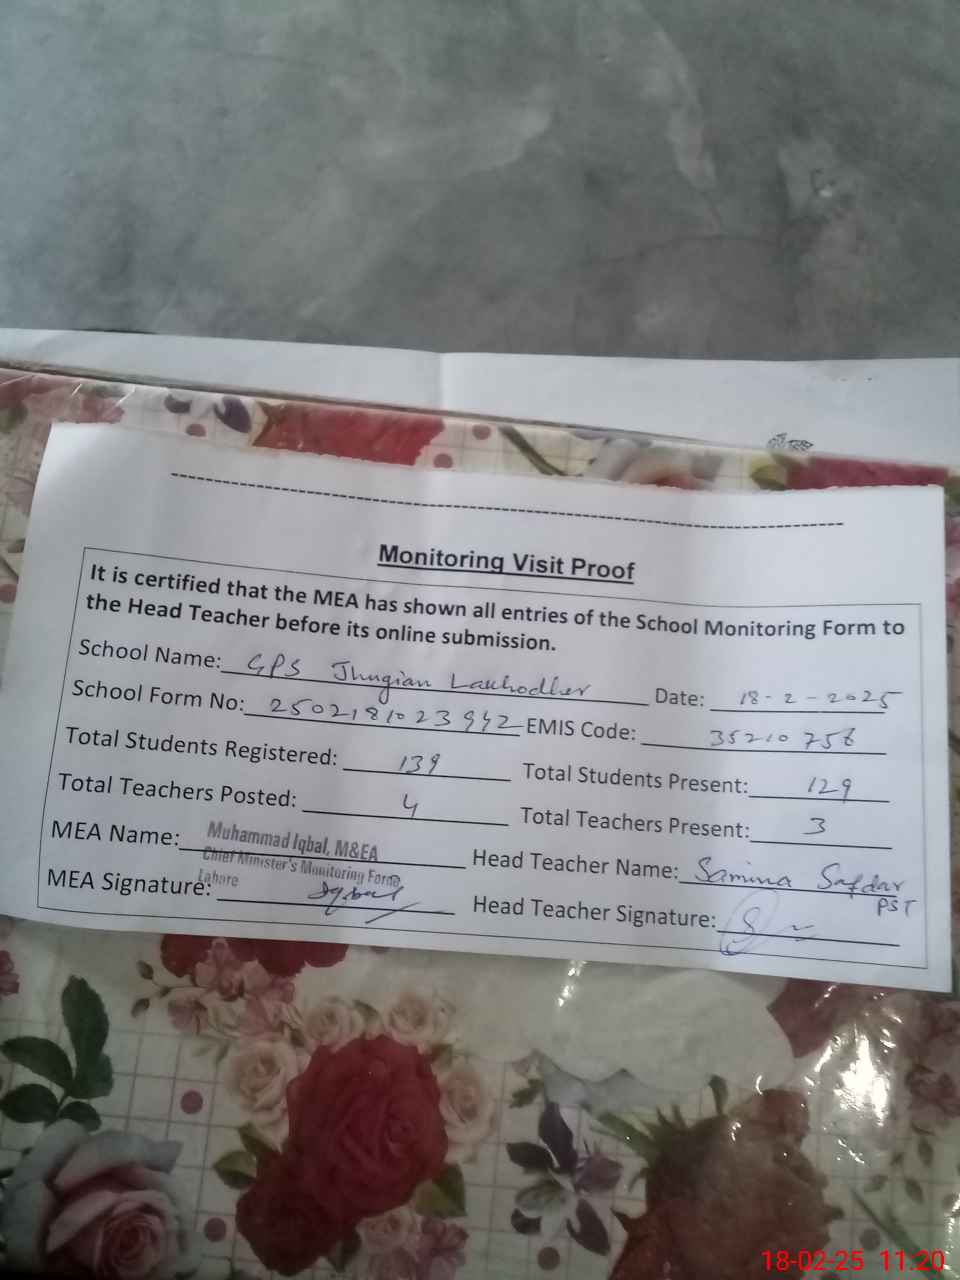 Monitoring Visit Proof
It is certified that the MEA has shown all entries of the School Monitoring Form to
the Head Teacher before its online submission.
School Name: GPS Jhugian Lakhodher Date: 18-2-2025
School Form No: 2502181023942 EMIS Code: 35210758
Total Students Registered: 139 Total Students Present: 129
Total Teachers Posted: 4 Total Teachers Present: 3
MEA Name: Muhammad Iqbal, M&EA Head Teacher Name: Samina Safdar
Chief Minister's Monitoring Force PST
Lahore
MEA Signature: Iqbal Head Teacher Signature:
18-02-25 11:20